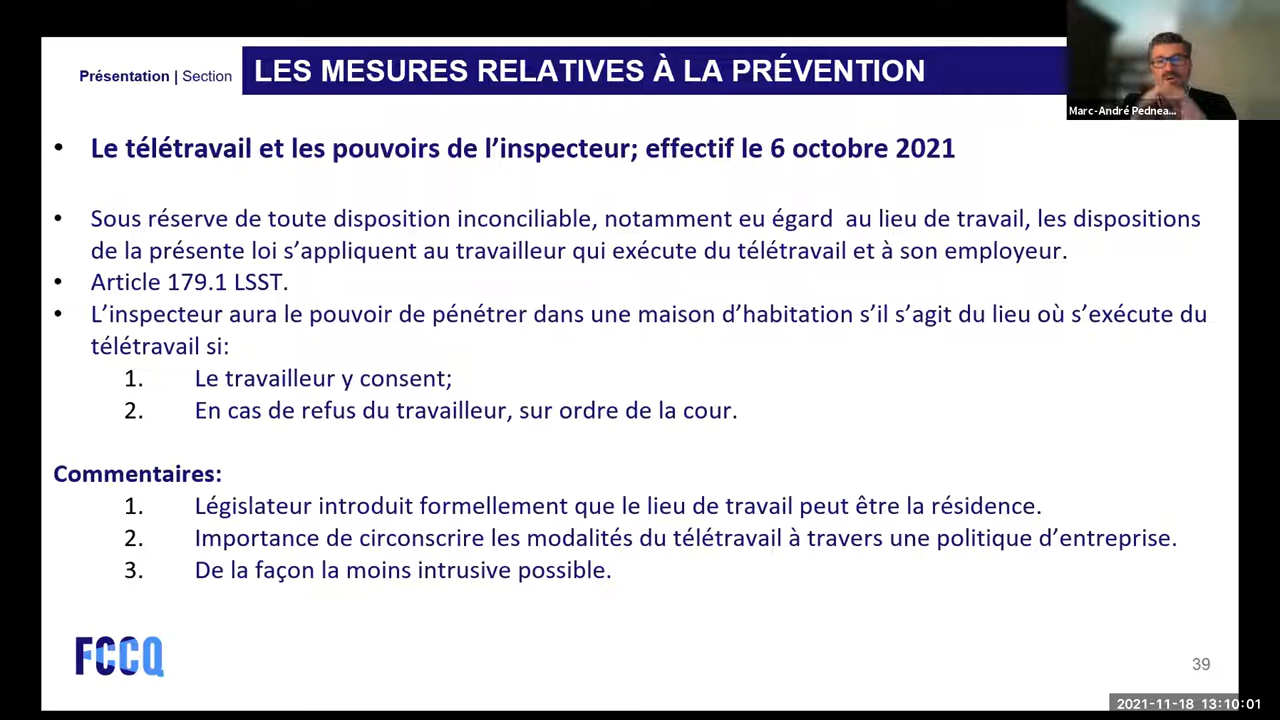 Présentation | Section
LES MESURES RELATIVES À LA PRÉVENTION
Marc-André Pednea...
• Le télétravail et les pouvoirs de l’inspecteur; effectif le 6 octobre 2021
• Sous réserve de toute disposition inconciliable, notamment eu égard au lieu de travail, les dispositions
de la présente loi s’appliquent au travailleur qui exécute du télétravail et à son employeur.
• Article 179.1 LSST.
• L’inspecteur aura le pouvoir de pénétrer dans une maison d’habitation s’il s’agit du lieu où s’exécute du
télétravail si:
1. Le travailleur y consent;
2. En cas de refus du travailleur, sur ordre de la cour.
Commentaires:
1. Législateur introduit formellement que le lieu de travail peut être la résidence.
2. Importance de circonscrire les modalités du télétravail à travers une politique d’entreprise.
3. De la façon la moins intrusive possible.
FCCQ
39
2021-11-18 13:10:01